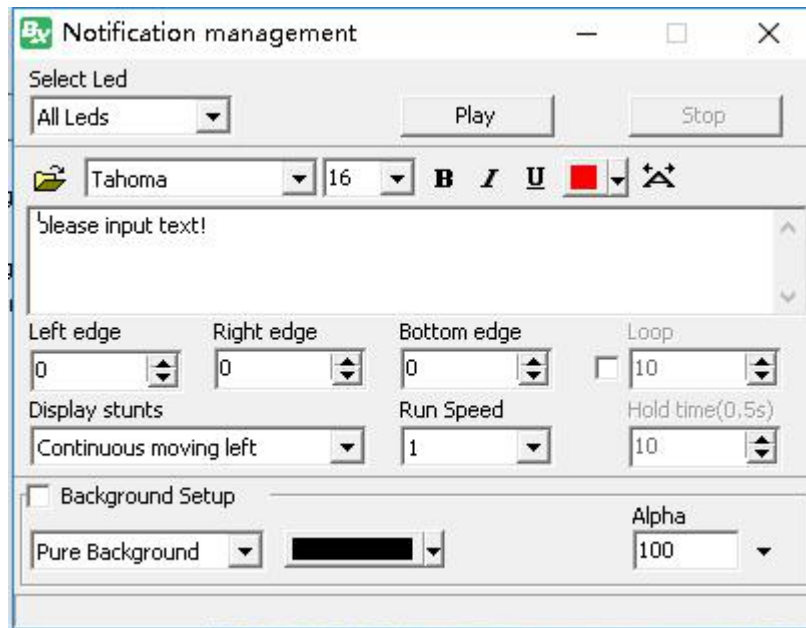 BX Notification management
Select Led
All Leds Play Stop
Tahoma 16 B I U A
please input text!
Left edge Right edge Bottom edge Loop
0 0 0 10
Display stunts Run Speed Hold time(0.5s)
Continuous moving left 1 10
Background Setup
Alpha
Pure Background 100